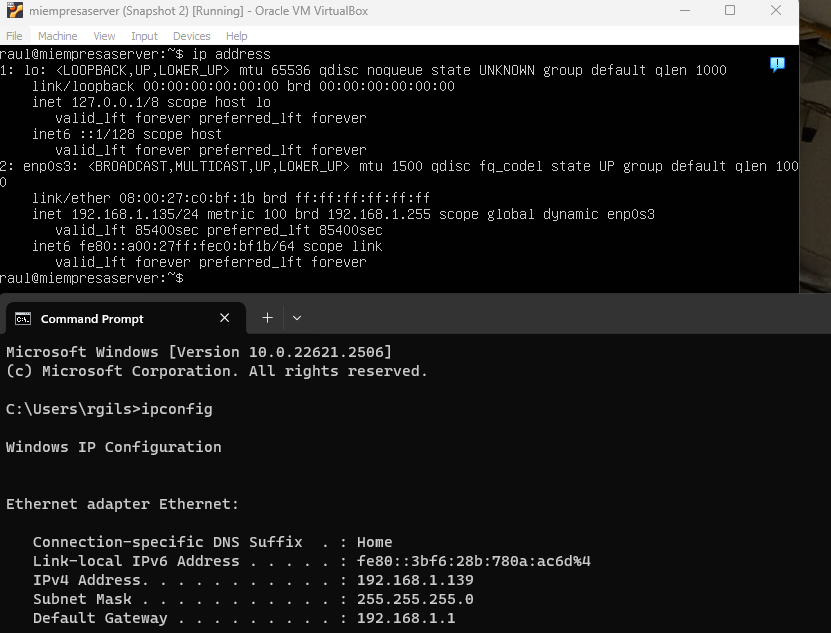 miempresaserver (Snapshot 2) [Running] - Oracle VM VirtualBox
File Machine View Input Devices Help
raul@miempresaserver:~$ ip address
1: lo: <LOOPBACK,UP,LOWER_UP> mtu 65536 qdisc noqueue state UNKNOWN group default qlen 1000
    link/loopback 00:00:00:00:00:00 brd 00:00:00:00:00:00
    inet 127.0.0.1/8 scope host lo
       valid_lft forever preferred_lft forever
    inet6 ::1/128 scope host
       valid_lft forever preferred_lft forever
2: enp0s3: <BROADCAST,MULTICAST,UP,LOWER_UP> mtu 1500 qdisc fq_codel state UP group default qlen 100
0
    link/ether 08:00:27:c0:bf:1b brd ff:ff:ff:ff:ff:ff
    inet 192.168.1.135/24 metric 100 brd 192.168.1.255 scope global dynamic enp0s3
       valid_lft 85400sec preferred_lft 85400sec
    inet6 fe80::a00:27ff:fec0:bf1b/64 scope link
       valid_lft forever preferred_lft forever
raul@miempresaserver:~$
Command Prompt
Microsoft Windows [Version 10.0.22621.2506]
(c) Microsoft Corporation. All rights reserved.
C:\Users\rgils>ipconfig
Windows IP Configuration
Ethernet adapter Ethernet:
   Connection-specific DNS Suffix  . : Home
   Link-local IPv6 Address . . . . . : fe80::3bf6:28b:780a:ac6d%4
   IPv4 Address. . . . . . . . . . . : 192.168.1.139
   Subnet Mask . . . . . . . . . . . : 255.255.255.0
   Default Gateway . . . . . . . . . : 192.168.1.1